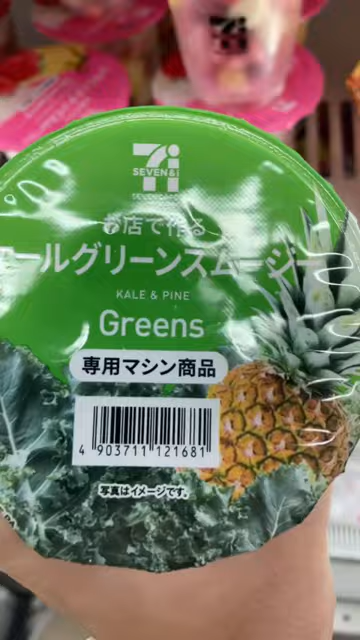 SEVEN&i
お店で作る
ールグリーンスムージー
KALE & PINE
Greens
専用マシン商品
4 903711 121681
写真はイメージです。